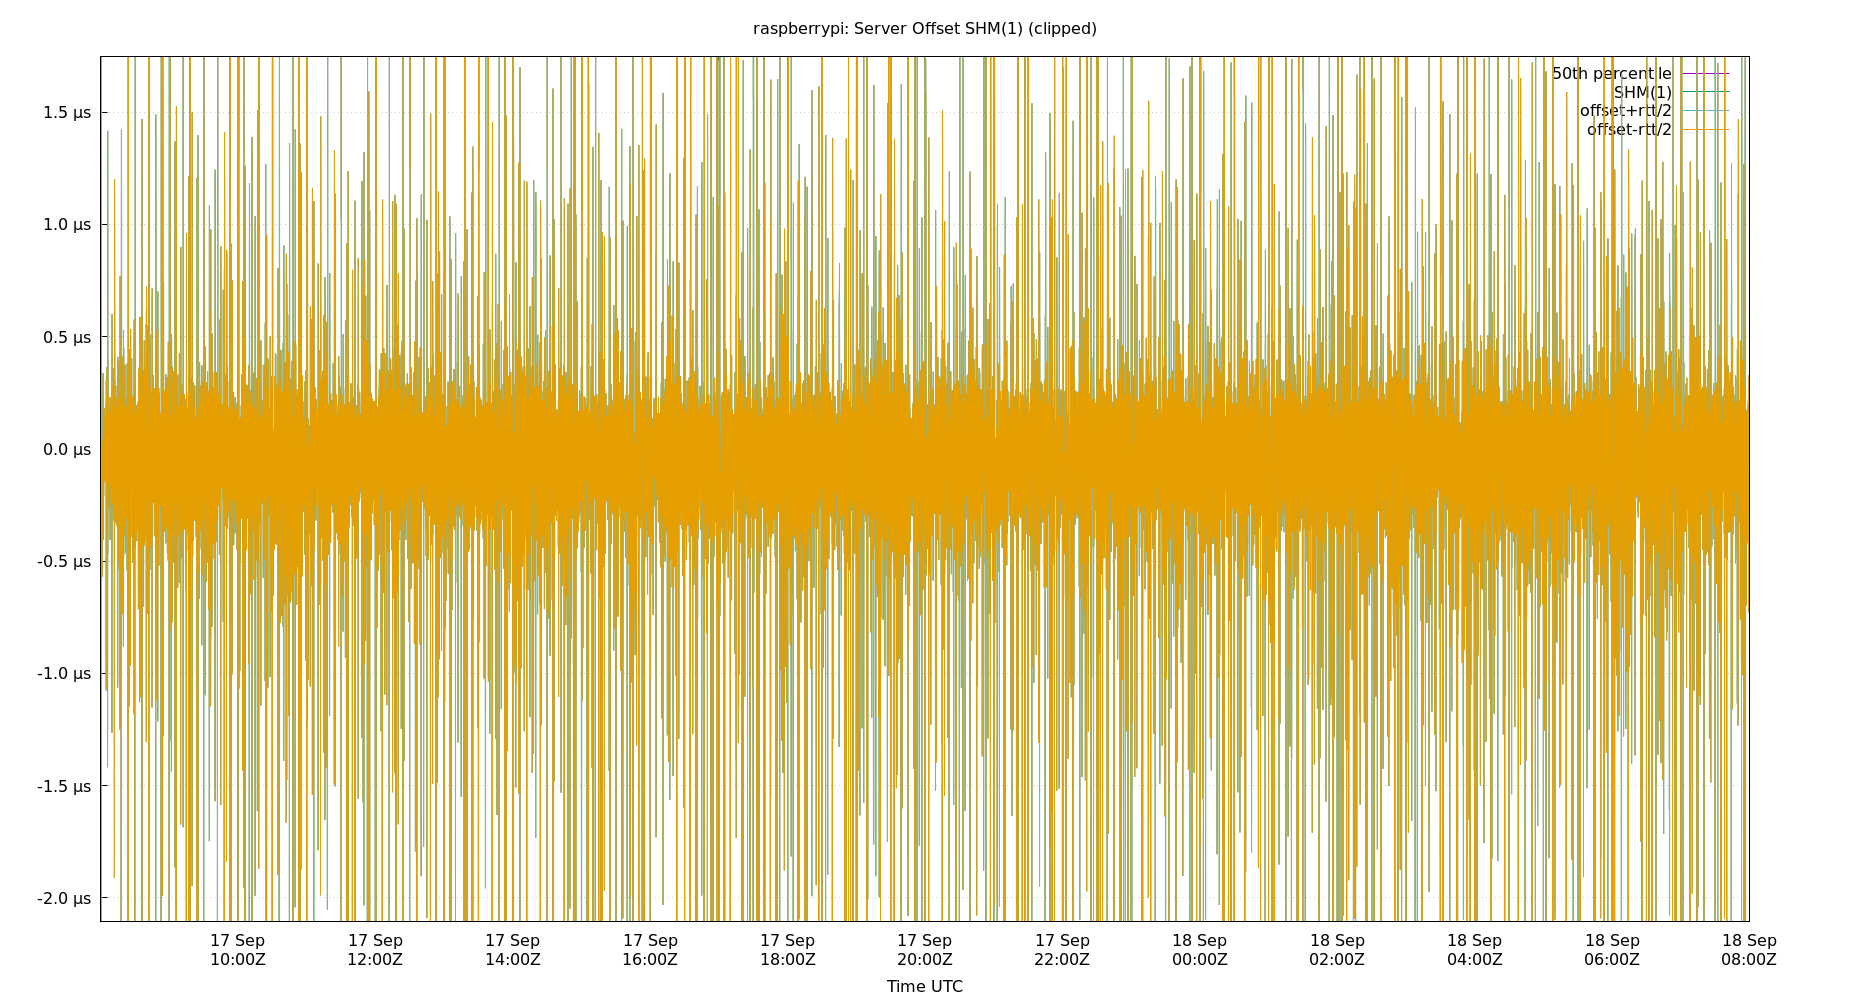 raspberrypi: Server Offset SHM(1) (clipped)
50th percentile
SHM(1)
offset+rtt/2
offset-rtt/2
1.5 µs
1.0 µs
0.5 µs
0.0 µs
-0.5 µs
-1.0 µs
-1.5 µs
-2.0 µs
17 Sep 17 Sep 17 Sep 17 Sep 17 Sep 17 Sep 17 Sep 18 Sep 18 Sep 18 Sep 18 Sep 18 Sep
10:00Z 12:00Z 14:00Z 16:00Z 18:00Z 20:00Z 22:00Z 00:00Z 02:00Z 04:00Z 06:00Z 08:00Z
Time UTC